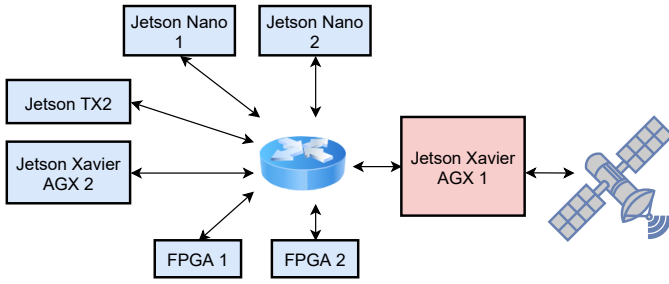 Jetson Nano
1
Jetson Nano
2
Jetson TX2
Jetson Xavier
AGX 2
Jetson Xavier
AGX 1
FPGA 1
FPGA 2